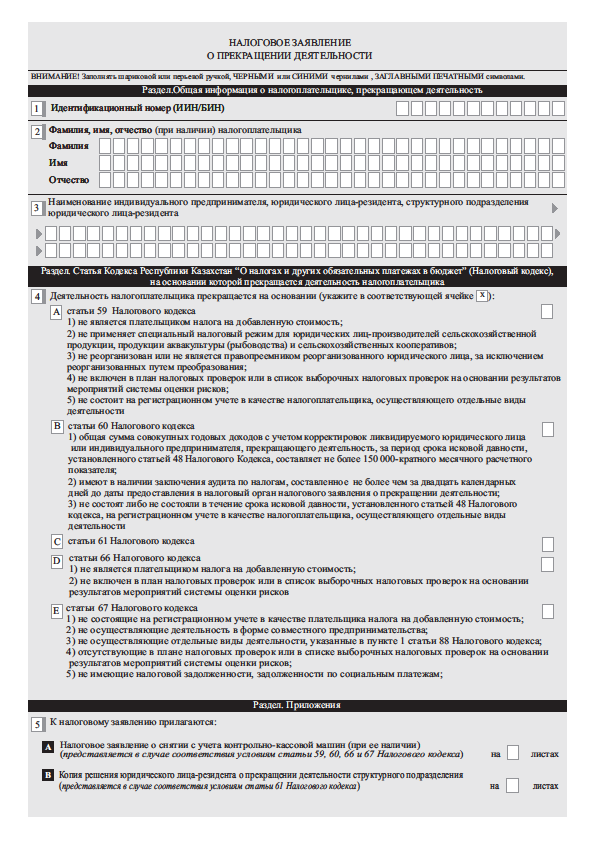 НАЛОГОВОЕ ЗАЯВЛЕНИЕ
О ПРЕКРАЩЕНИИ ДЕЯТЕЛЬНОСТИ
ВНИМАНИЕ! Заполнять шариковой или перьевой ручкой, ЧЕРНЫМИ или СИНИМИ чернилами , ЗАГЛАВНЫМИ ПЕЧАТНЫМИ символами.
Раздел.Общая информация о налогоплательщике, прекращающем деятельность
1 Идентификационный номер (ИИН/БИН)
2 Фамилия, имя, отчество (при наличии) налогоплательщика
Фамилия
Имя
Отчество
3 Наименование индивидуального предпринимателя, юридического лица-резидента, структурного подразделения
юридического лица-резидента
Раздел. Статья Кодекса Республики Казахстан “О налогах и других обязательных платежах в бюджет” (Налоговый кодекс),
на основании которой прекращается деятельность налогоплательщика
4 Деятельность налогоплательщика прекращается на основании (укажите в соответствующей ячейке X ):
A статьи 59 Налогового кодекса
1) не является плательщиком налога на добавленную стоимость;
2) не применяет специальный налоговый режим для юридических лиц-производителей сельскохозяйственной
продукции, продукции аквакультуры (рыбоводства) и сельскохозяйственных кооперативов;
3) не реорганизован или не является правопреемником реорганизованного юридического лица, за исключением
реорганизованных путем преобразования;
4) не включен в план налоговых проверок или в список выборочных налоговых проверок на основании результатов
мероприятий системы оценки рисков;
5) не состоит на регистрационном учете в качестве налогоплательщика, осуществляющего отдельные виды
деятельности
B статьи 60 Налогового кодекса
1) общая сумма совокупных годовых доходов с учетом корректировок ликвидируемого юридического лица
или индивидуального предпринимателя, прекращающего деятельность, за период срока исковой давности,
установленного статьей 48 Налогового Кодекса, составляет не более 150 000-кратного месячного расчетного
показателя;
2) имеют в наличии заключения аудита по налогам, составленное не более чем за двадцать календарных
дней до даты предоставления в налоговый орган налогового заявления о прекращении деятельности;
3) не состоят либо не состояли в течение срока исковой давности, установленного статьей 48 Налогового
кодекса, на регистрационном учете в качестве налогоплательщика, осуществляющего отдельные виды
деятельности
C статьи 61 Налогового кодекса
D статьи 66 Налогового кодекса
1) не является плательщиком налога на добавленную стоимость;
2) не включен в план налоговых проверок или в список выборочных налоговых проверок на основании
результатов мероприятий системы оценки рисков
E статьи 67 Налогового кодекса
1) не состоящие на регистрационном учете в качестве плательщика налога на добавленную стоимость;
2) не осуществляющие деятельность в форме совместного предпринимательства;
3) не осуществляющие отдельные виды деятельности, указанные в пункте 1 статьи 88 Налогового кодекса;
4) отсутствующие в плане налоговых проверок или в списке выборочных налоговых проверок на основании
результатов мероприятий системы оценки рисков;
5) не имеющие налоговой задолженности, задолженности по социальным платежам;
Раздел. Приложения
5 К налоговому заявлению прилагаются:
A Налоговое заявление о снятии с учета контрольно-кассовой машин (при ее наличии)
(представляется в случае соответствия условиям статьи 59, 60, 66 и 67 Налогового кодекса) на листах
B Копия решения юридического лица-резидента о прекращении деятельности структурного подразделения
(представляется в случае соответствия условиям статьи 61 Налогового кодекса) на листах